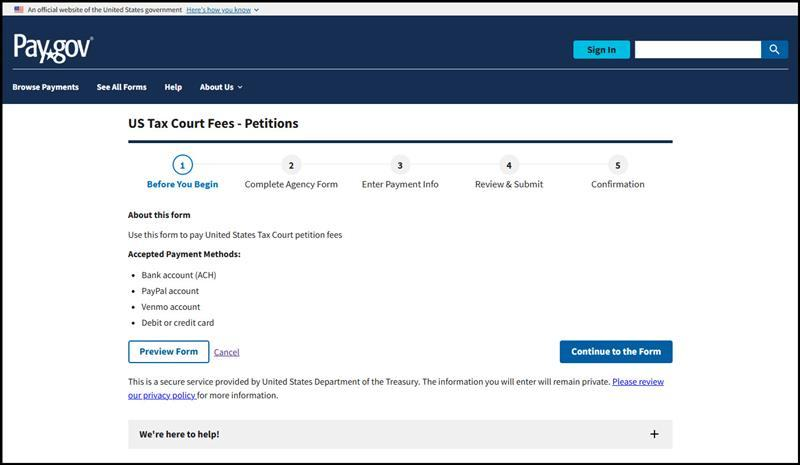 An official website of the United States government Here's how you know
Pay.gov®
Sign In
Browse Payments See All Forms Help About Us
US Tax Court Fees - Petitions
1 2 3 4 5
Before You Begin Complete Agency Form Enter Payment Info Review & Submit Confirmation
About this form
Use this form to pay United States Tax Court petition fees
Accepted Payment Methods:
• Bank account (ACH)
• PayPal account
• Venmo account
• Debit or credit card
Preview Form Cancel Continue to the Form
This is a secure service provided by United States Department of the Treasury. The information you will enter will remain private. Please review
our privacy policy for more information.
We're here to help! +